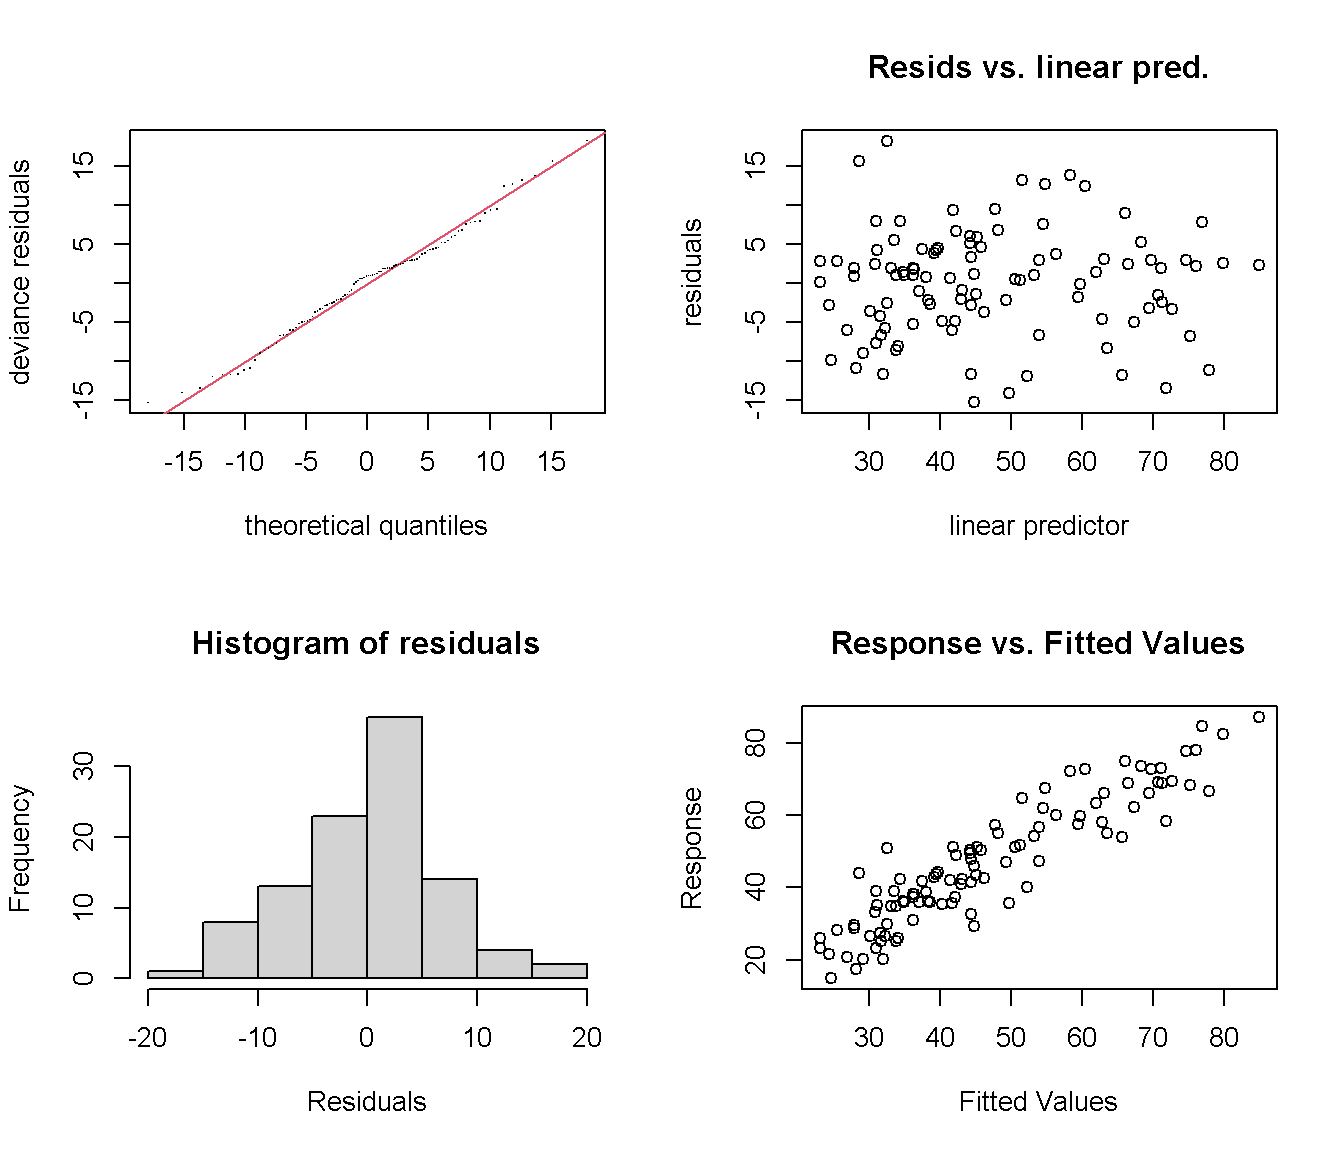 deviance residuals
15
5
-5
-15
-15 -10 -5 0 5 10 15
theoretical quantiles
Resids vs. linear pred.
residuals
15
5
-5
-15
30 40 50 60 70 80
linear predictor
Histogram of residuals
Frequency
30
20
10
0
-20 -10 0 10 20
Residuals
Response vs. Fitted Values
Response
80
60
40
20
30 40 50 60 70 80
Fitted Values